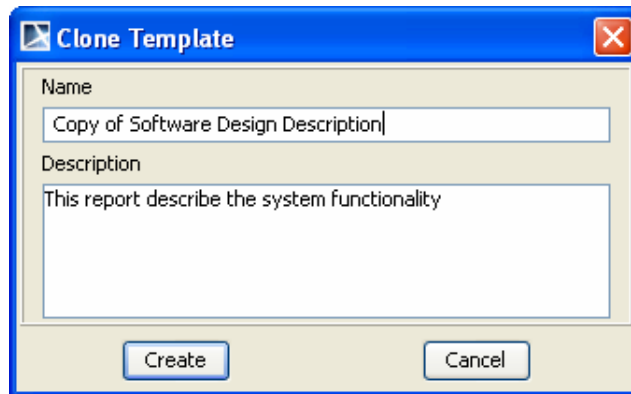 Clone Template
Name
Copy of Software Design Description
Description
This report describe the system functionality
Create Cancel